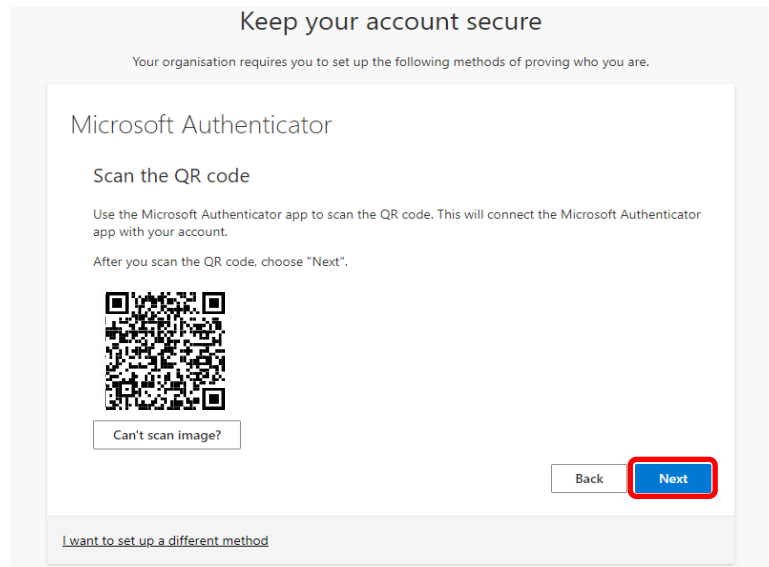 Keep your account secure
Your organisation requires you to set up the following methods of proving who you are.
Microsoft Authenticator
Scan the QR code
Use the Microsoft Authenticator app to scan the QR code. This will connect the Microsoft Authenticator
app with your account.
After you scan the QR code, choose "Next".
Can't scan image?
Back
Next
I want to set up a different method